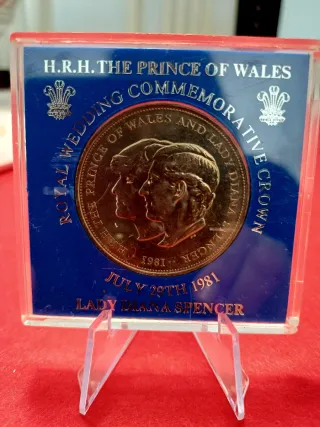 H.R.H. THE PRINCE OF WALES
ROYAL WEDDING COMMEMORATIVE CROWN
H.R.H. THE PRINCE OF WALES AND LADY DIANA SPENCER
1981
JULY 29TH 1981
LADY DIANA SPENCER